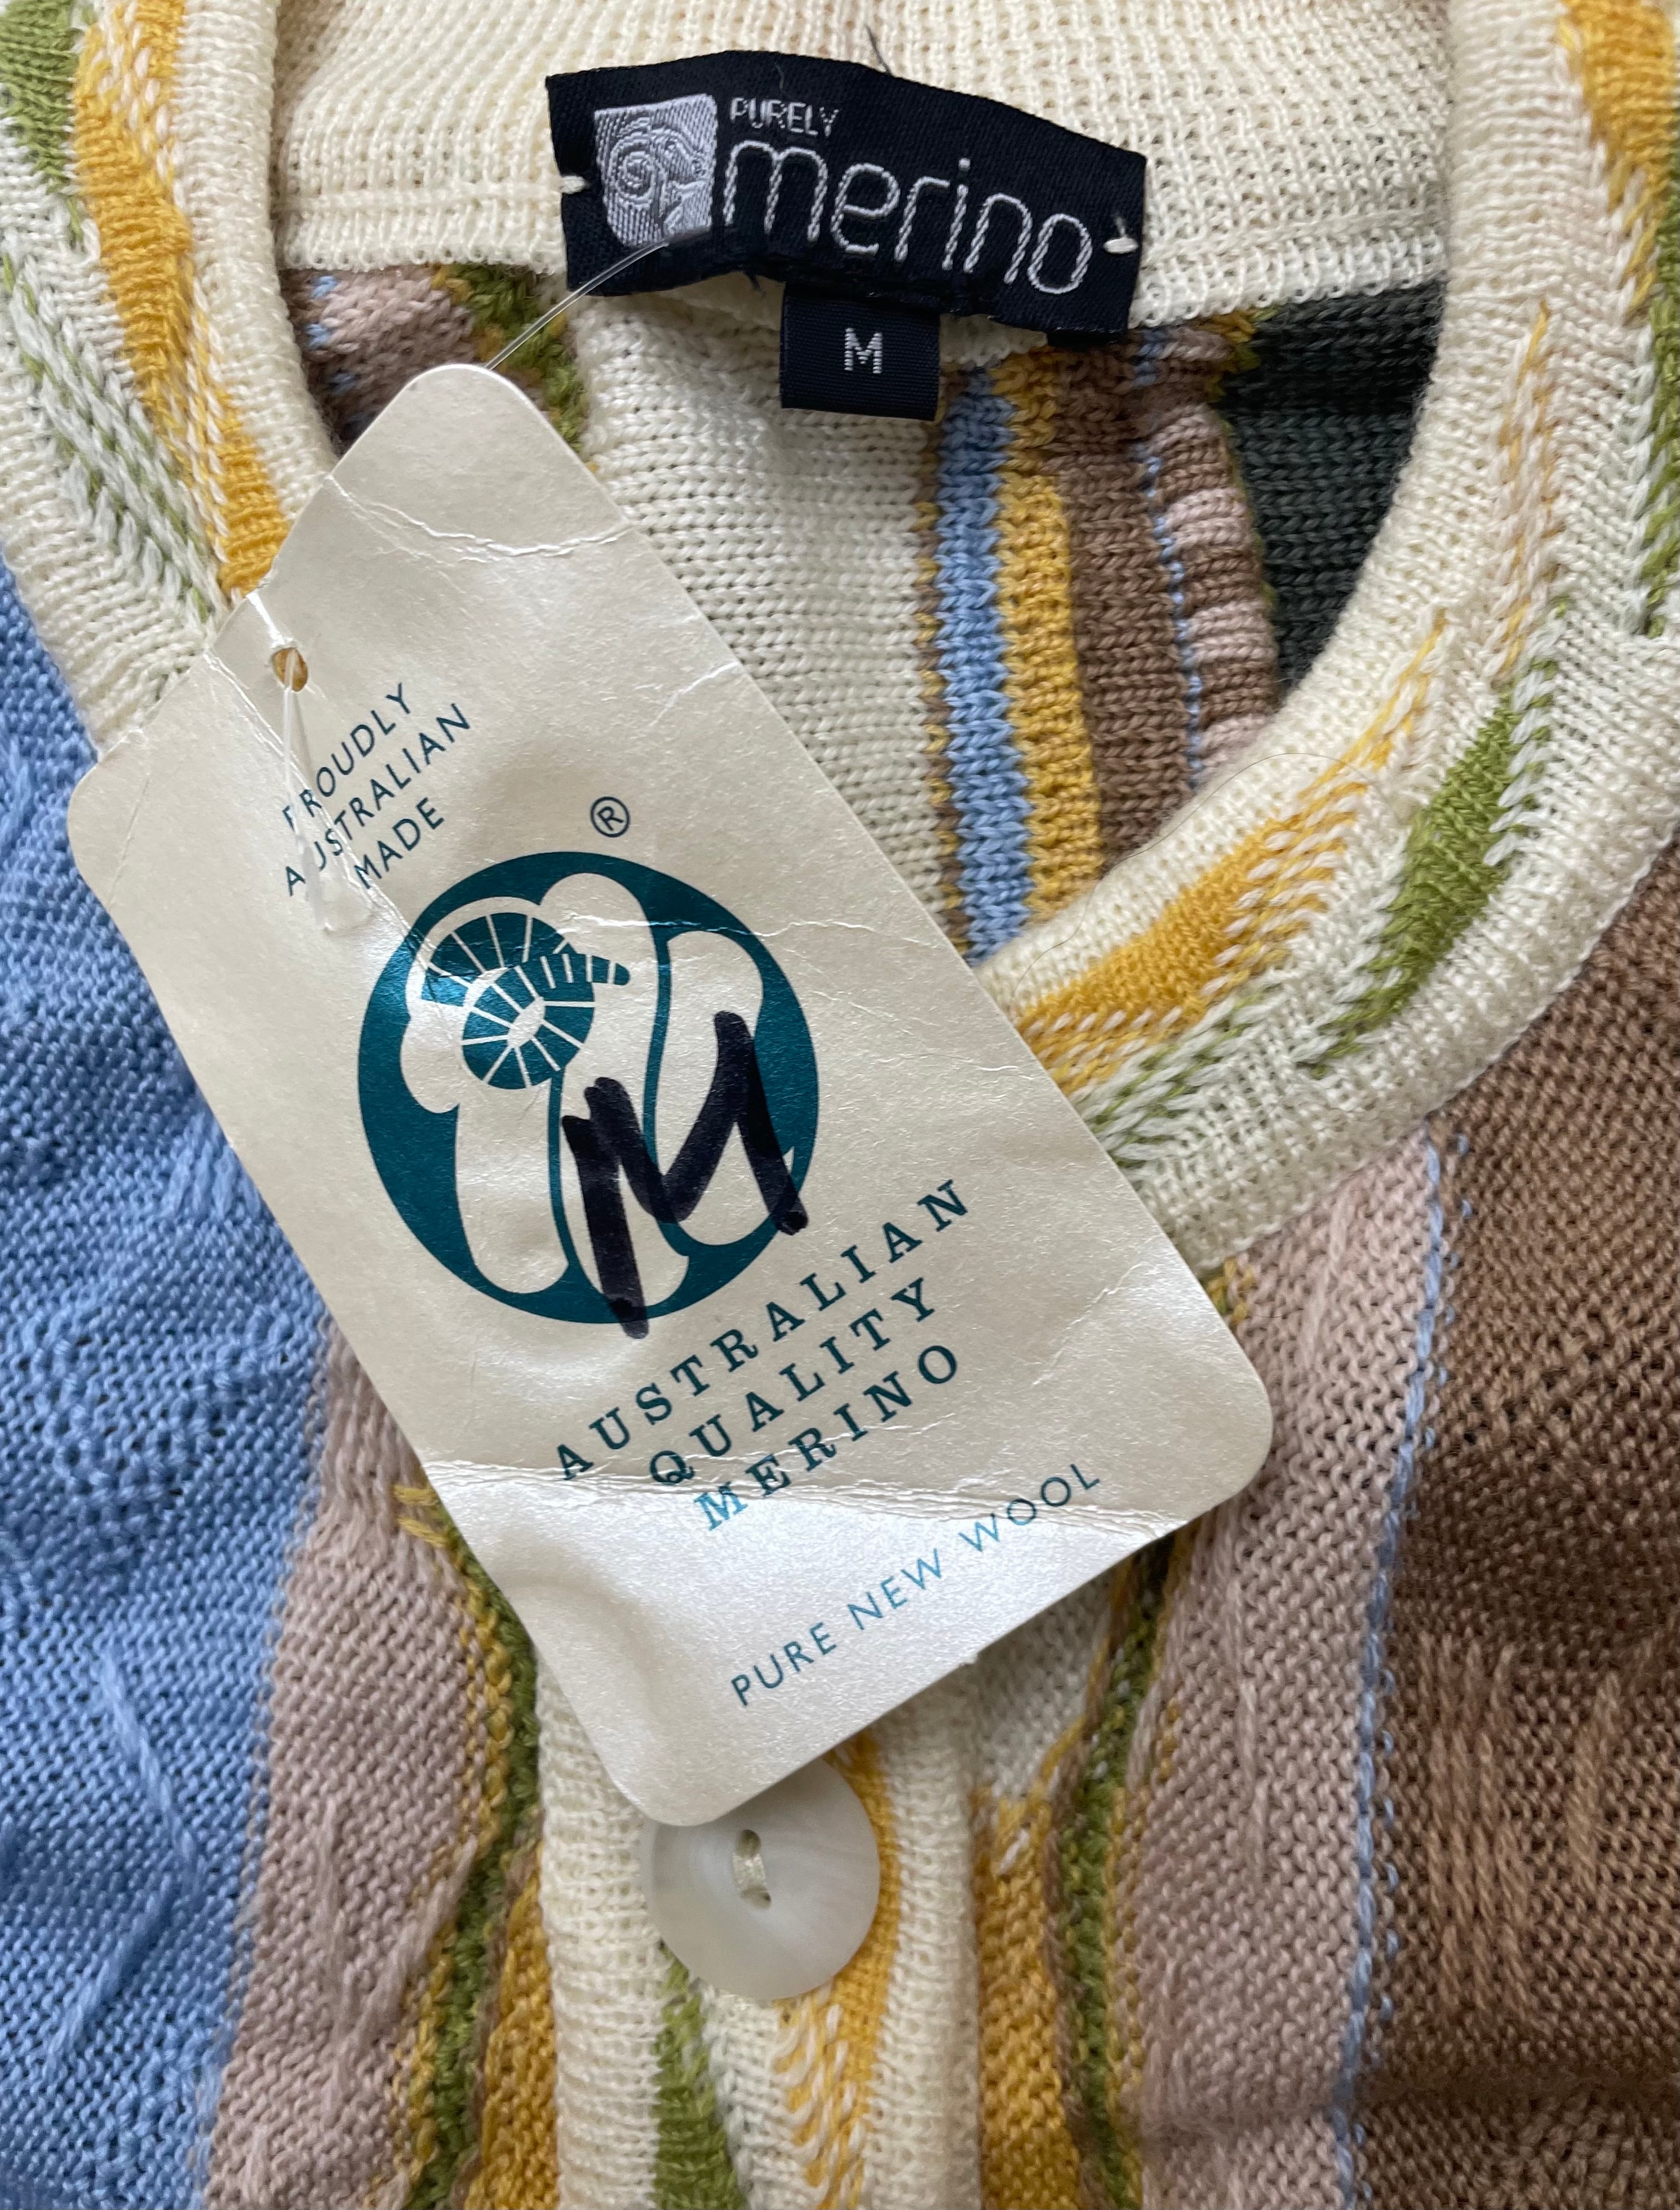 PURELY
merino
M
PROUDLY
AUSTRALIAN
MADE
®
M
AUSTRALIAN
QUALITY
MERINO
PURE NEW WOOL